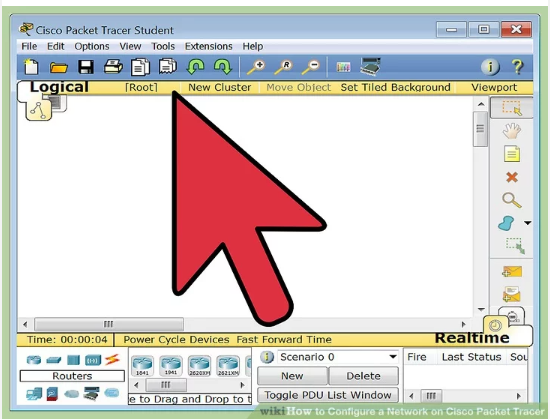 Cisco Packet Tracer Student
File Edit Options View Tools Extensions Help
Logical [Root] New Cluster Move Object Set Tiled Background Viewport
Time: 00:00:04 Power Cycle Devices Fast Forward Time Realtime
Routers
1841 1941 2620XM 2621XM
e to Drag and Drop to t
Scenario 0
New Delete
Toggle PDU List Window
Fire Last Status Sou
wikiHow to Configure a Network on Cisco Packet Tracer